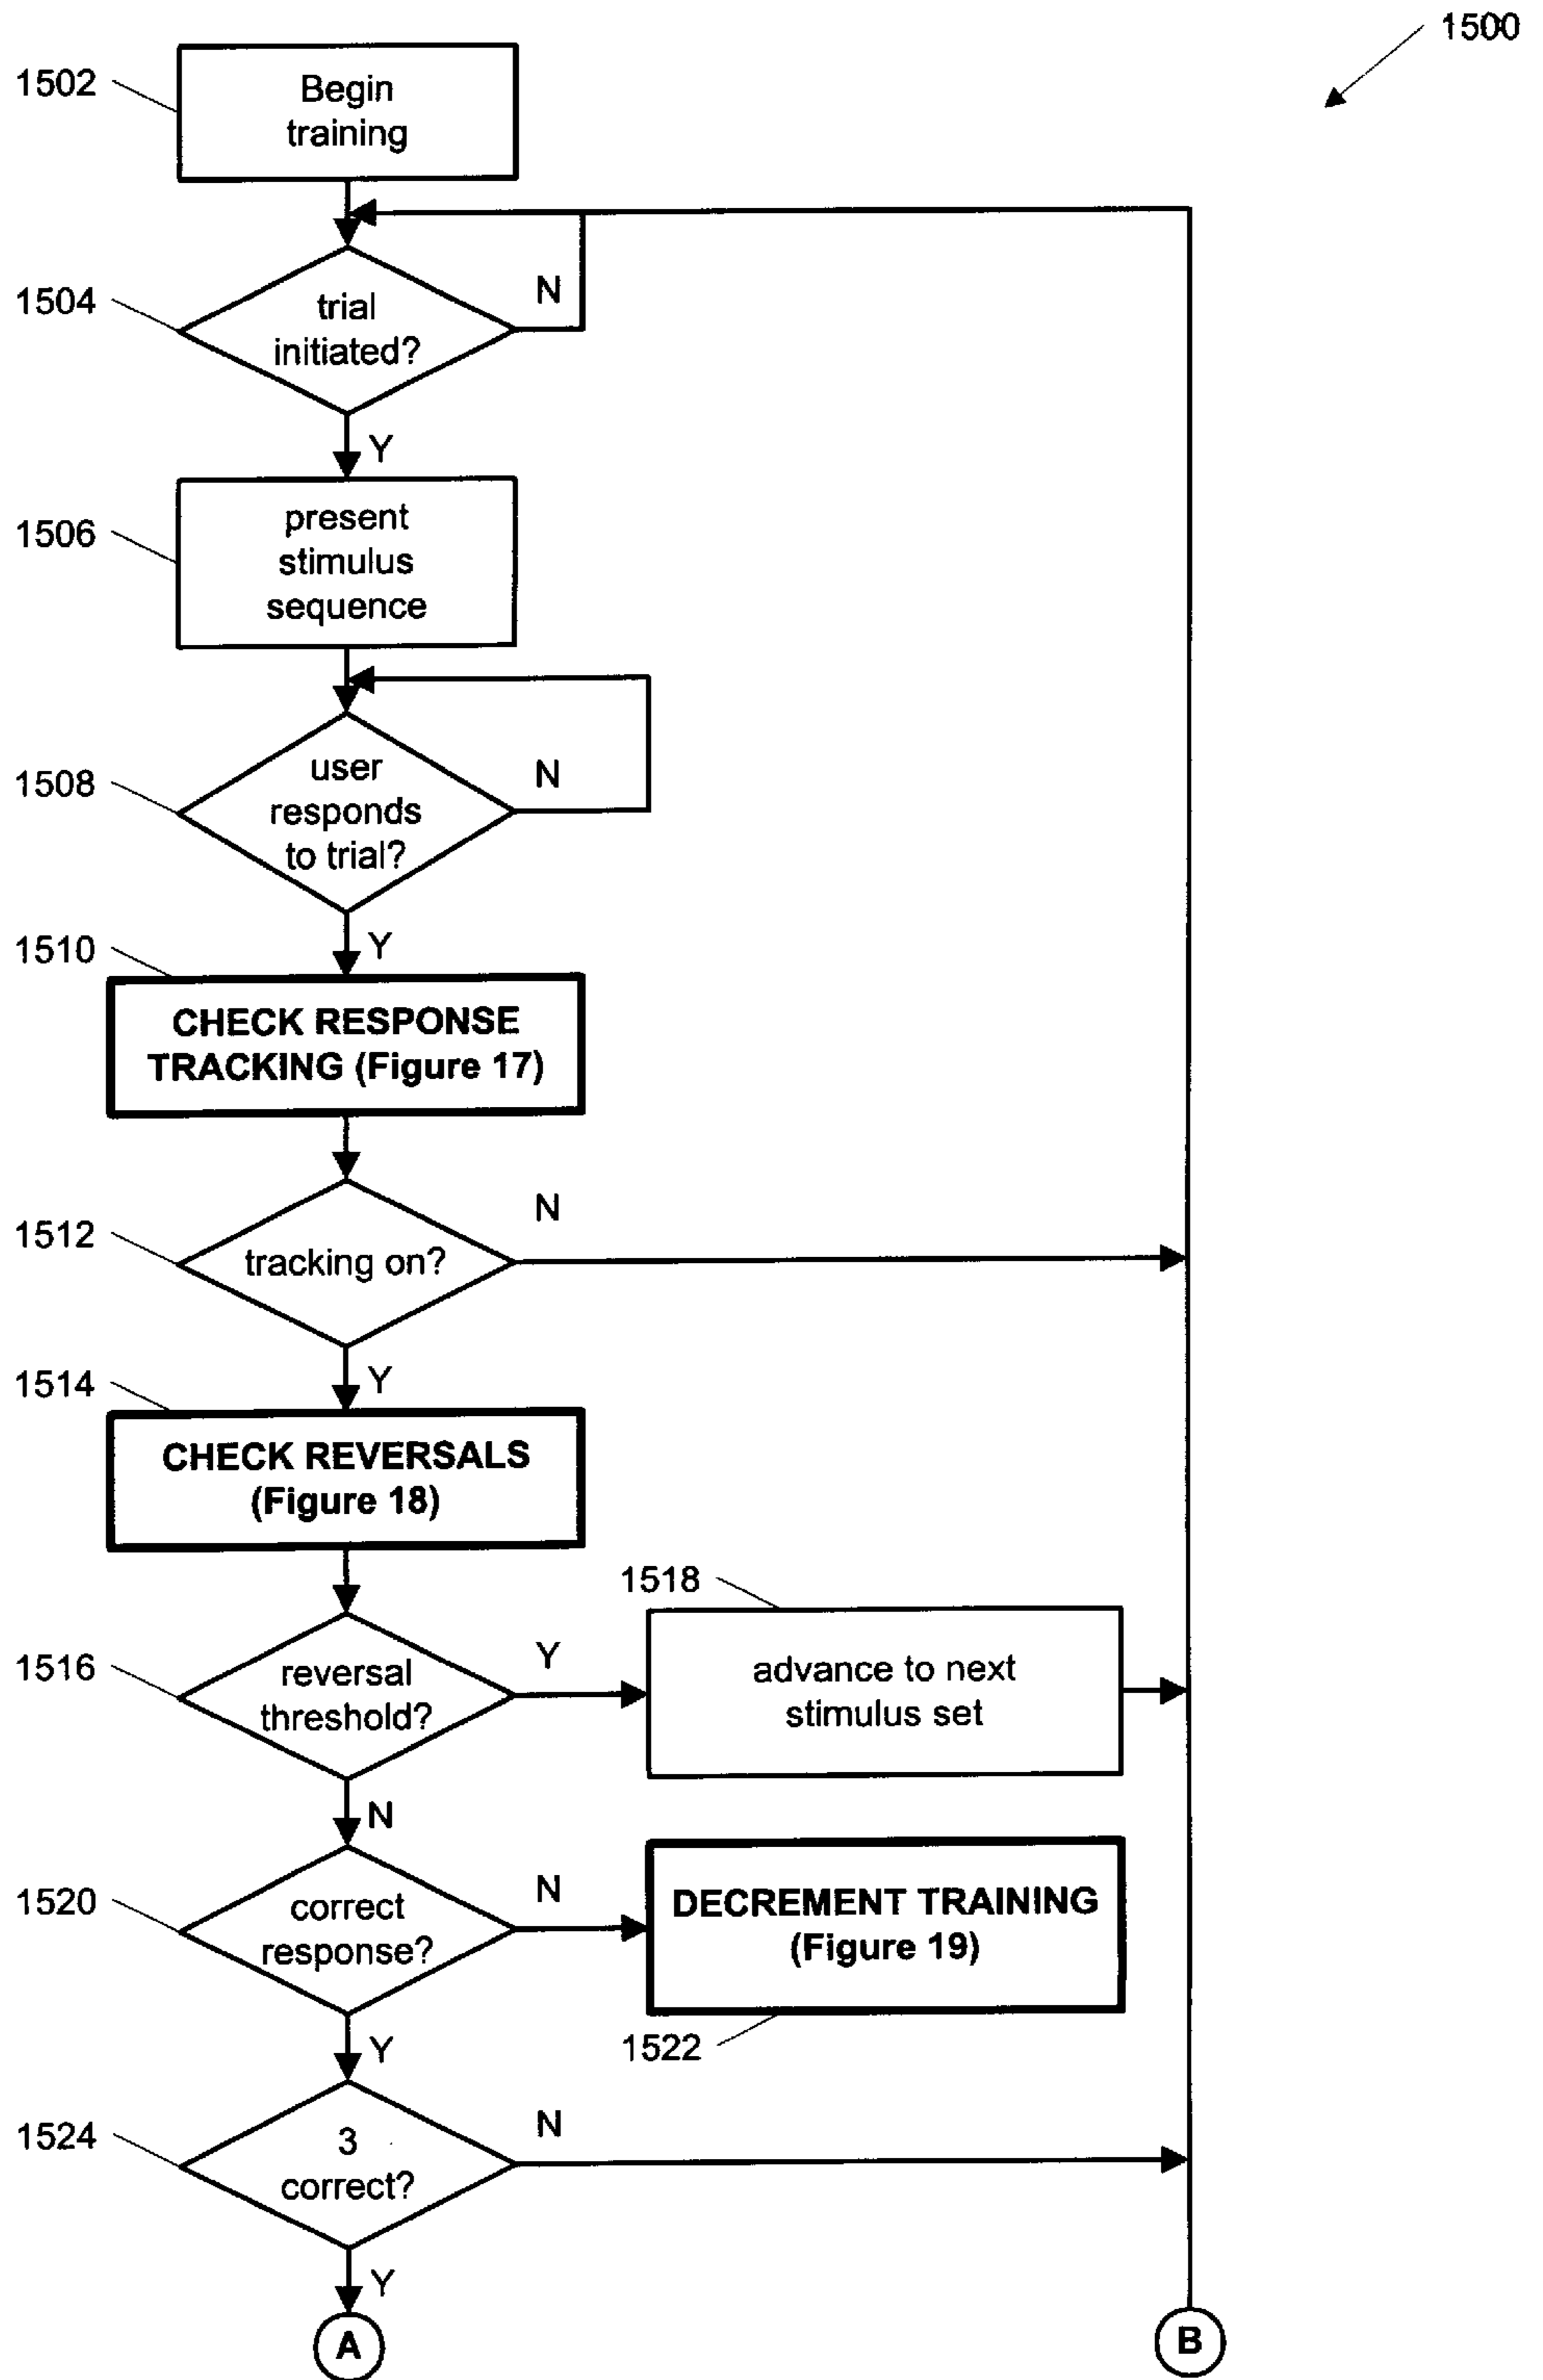 1500
1502
Begin
training
1504
trial
initiated?
N
Y
1506
present
stimulus
sequence
1508
user
responds
to trial?
N
Y
1510
CHECK RESPONSE
TRACKING (Figure 17)
1512
tracking on?
N
Y
1514
CHECK REVERSALS
(Figure 18)
1516
reversal
threshold?
Y
1518
advance to next
stimulus set
N
1520
correct
response?
N
DECREMENT TRAINING
(Figure 19)
1522
Y
1524
3
correct?
N
Y
A
B